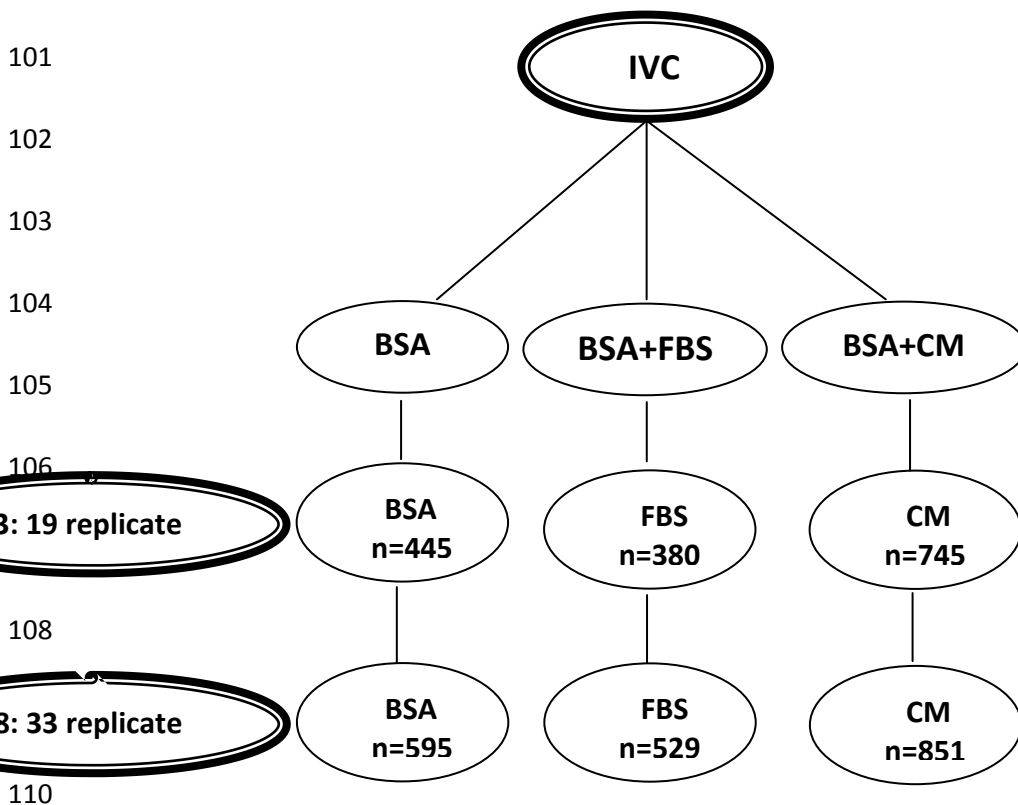 101
IVC
102
103
104
BSA
BSA+FBS
BSA+CM
105
106
3: 19 replicate
BSA
n=445
FBS
n=380
CM
n=745
108
8: 33 replicate
BSA
n=595
FBS
n=529
CM
n=851
110